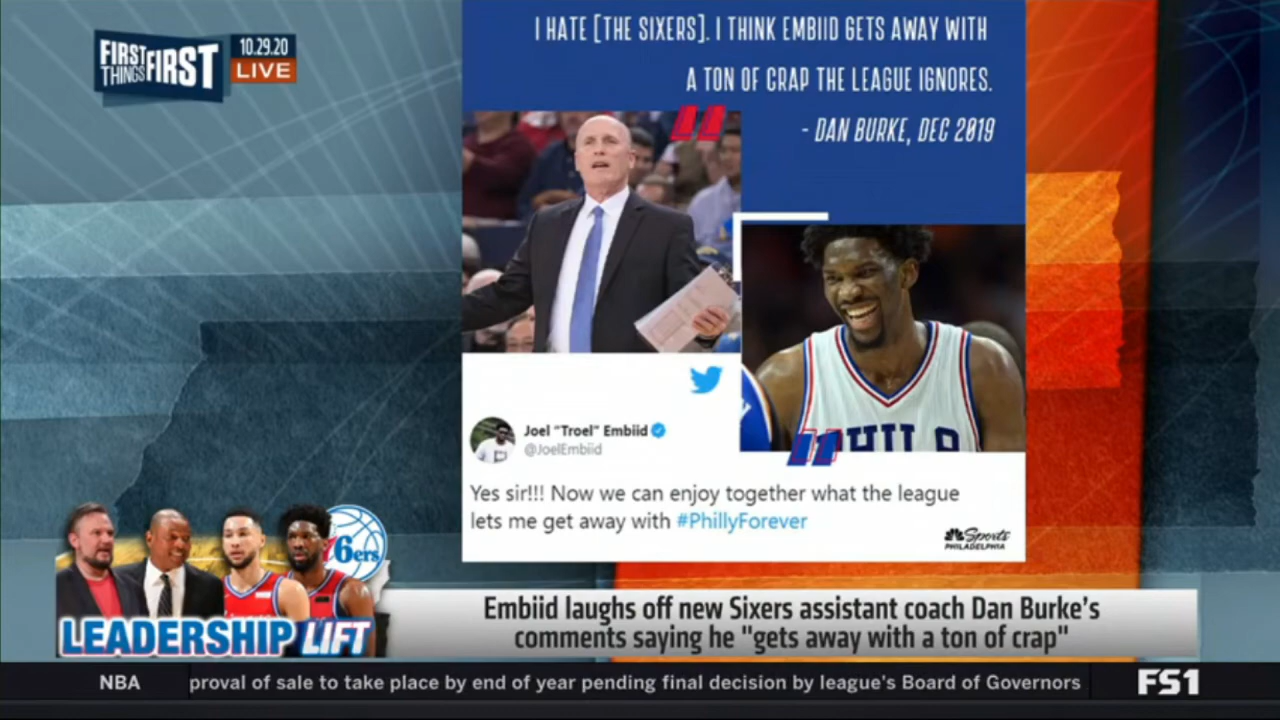 FIRST THINGS FIRST
10.29.20
LIVE
I HATE [THE SIXERS]. I THINK EMBIID GETS AWAY WITH
A TON OF CRAP THE LEAGUE IGNORES.
- DAN BURKE, DEC 2019
PHILA
Joel "Troel" Embiid
@JoelEmbiid
Yes sir!!! Now we can enjoy together what the league
lets me get away with #PhillyForever
Sports
PHILADELPHIA
76ers
LEADERSHIP LIFT
Embiid laughs off new Sixers assistant coach Dan Burke's
comments saying he "gets away with a ton of crap"
NBA
proval of sale to take place by end of year pending final decision by league's Board of Governors
FS1